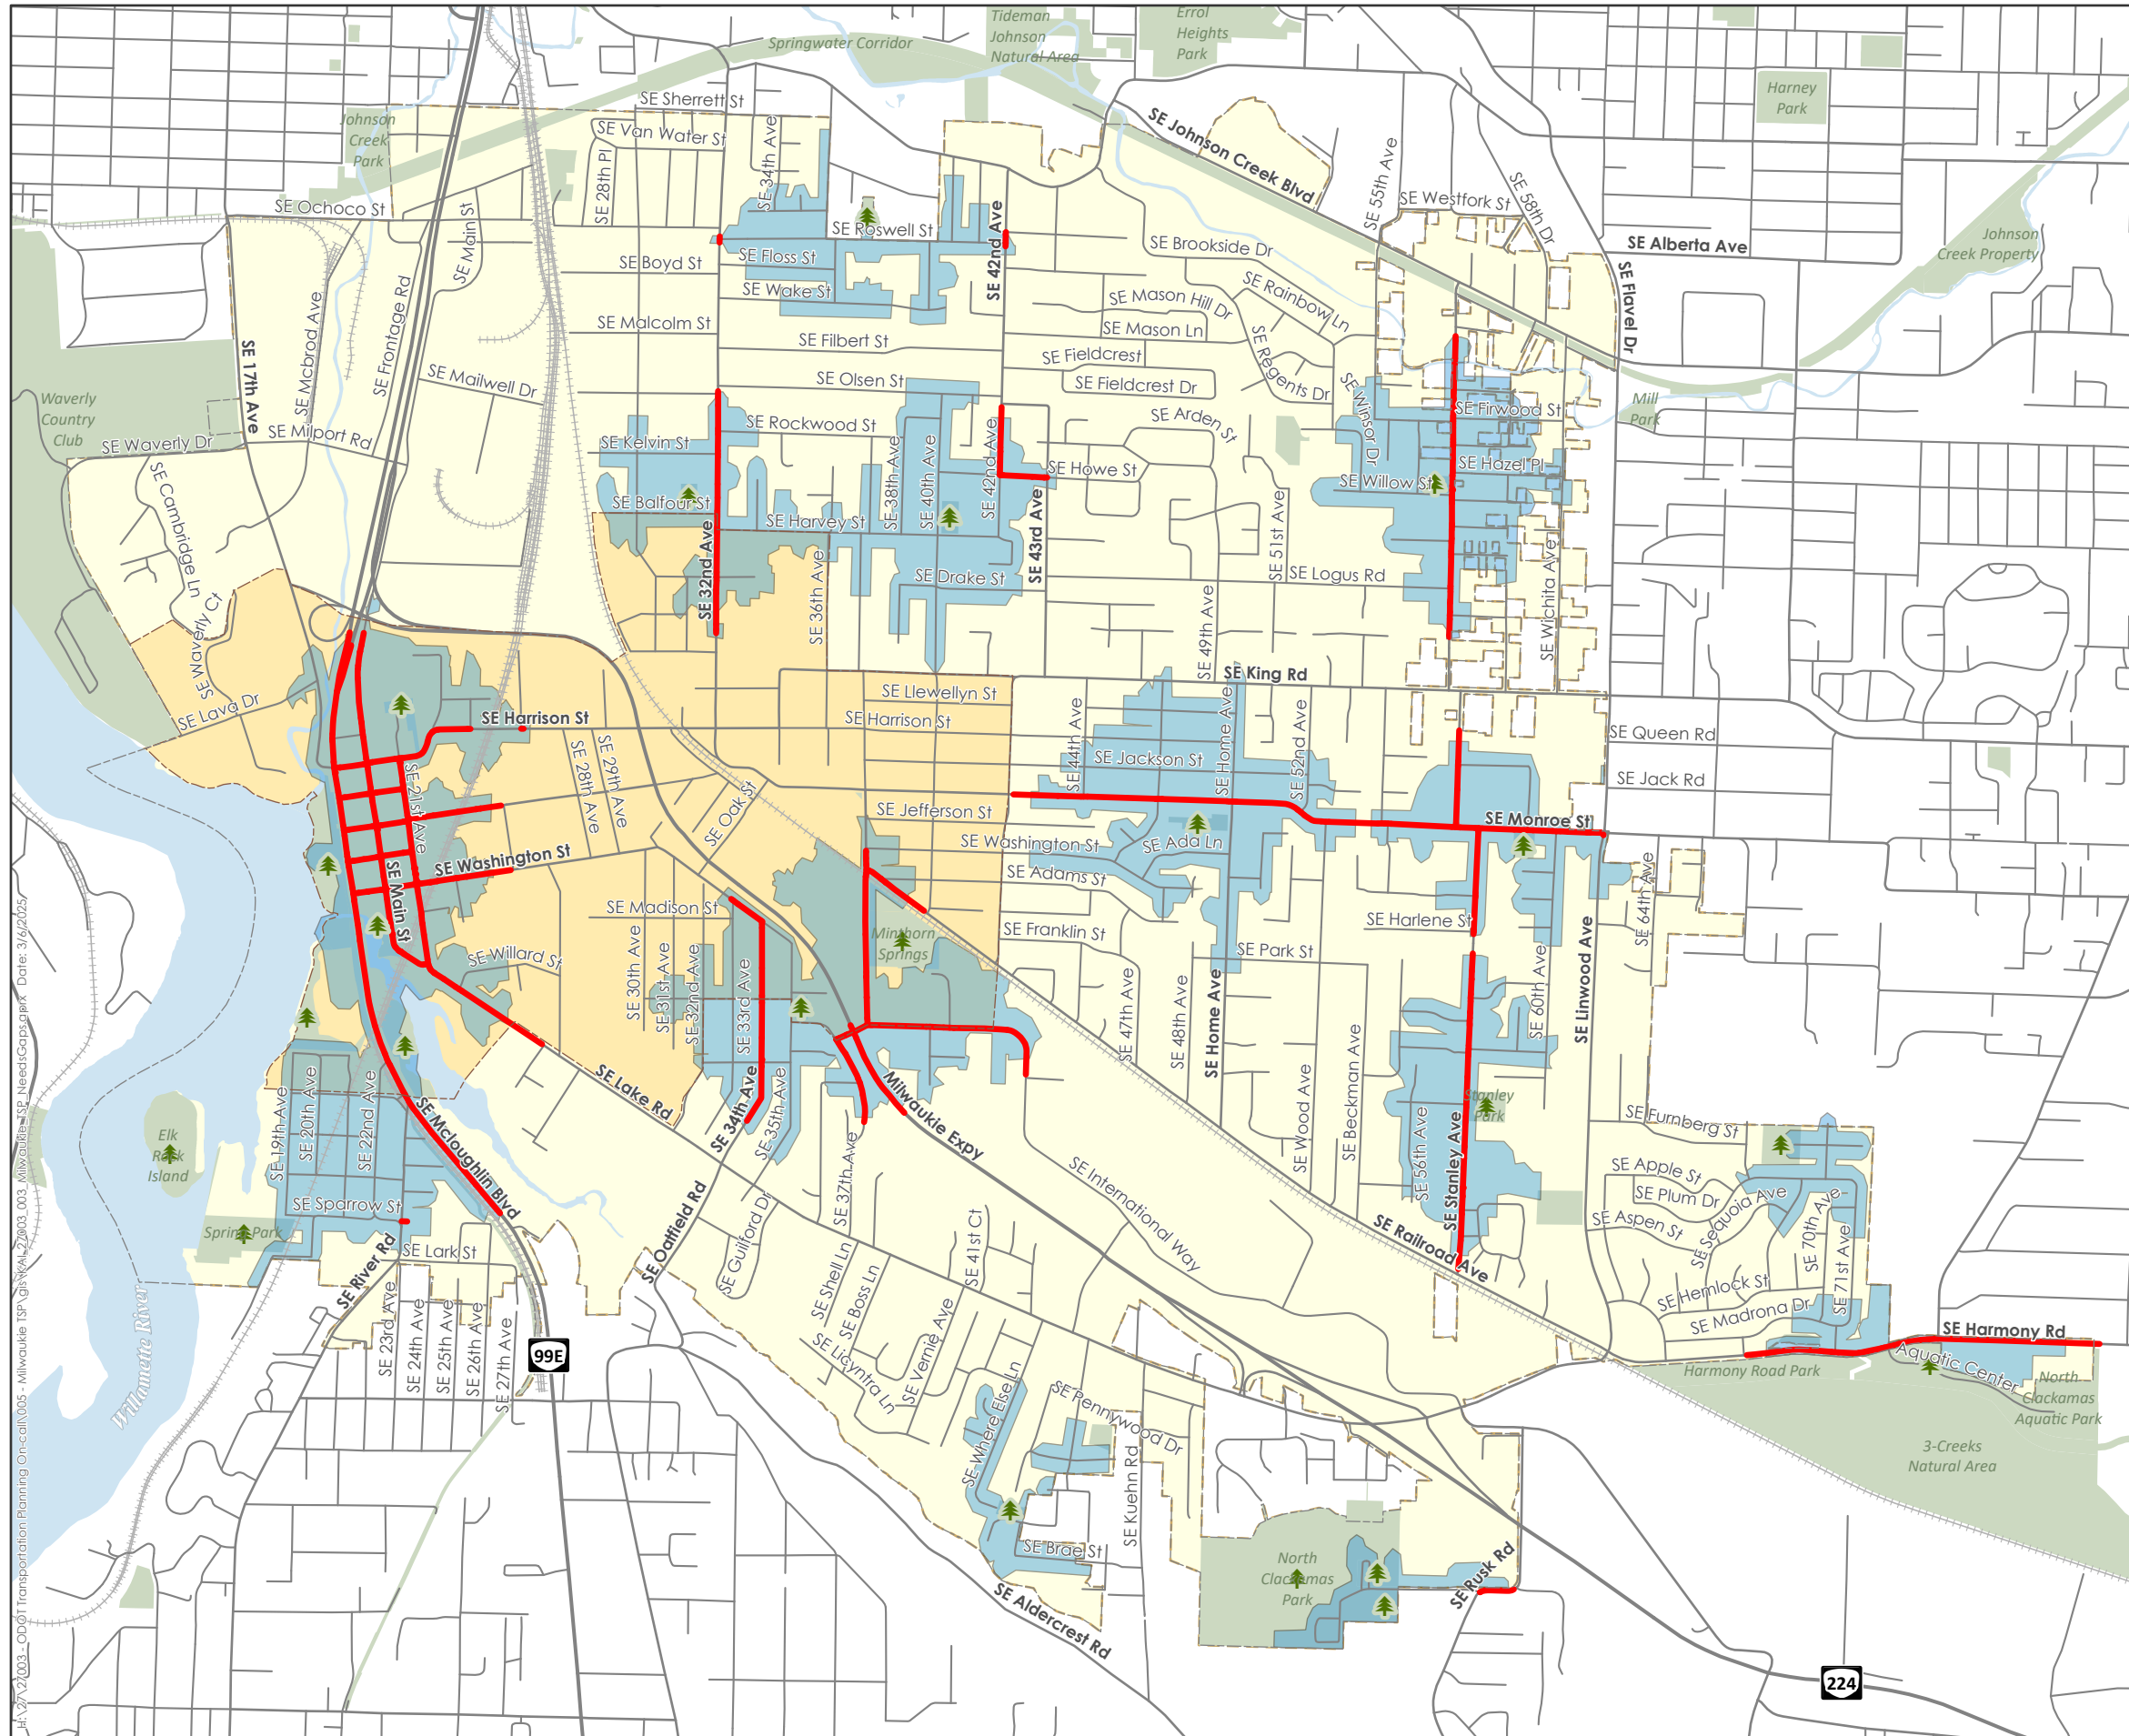 Tideman
Johnson
Natural Area
Errol
Heights
Park
Springwater Corridor
Harney
Park
Johnson
Creek
Park
SE Sherrett St
SE Van Water St
SE 34th Ave
SE 28th Pl
SE Johnson Creek Blvd
SE 55th Ave
SE Westfork St
SE 58th Dr
SE Ochoco St
SE Main St
SE Roswell St
SE 42nd Ave
SE Brookside Dr
SE Alberta Ave
Johnson
Creek Property
SE Floss St
SE Boyd St
SE Wake St
SE Mason Hill Dr
SE Rainbow Ln
SE Flavel Dr
SE Mcbrod Ave
SE Frontage Rd
SE Malcolm St
SE Mason Ln
SE Filbert St
SE Fieldcrest
SE Regents Dr
SE 17th Ave
SE Mailwell Dr
SE Olsen St
SE Fieldcrest Dr
SE Winsor Dr
Waverly
Country
Club
Mill
Park
SE Firwood St
SE Rockwood St
SE Arden St
SE Waverly Dr
SE Milport Rd
SE Kelvin St
SE 38th Ave
SE 40th Ave
SE 42nd Ave
SE Howe St
SE Hazel Pl
SE Willow St
SE Cambridge Ln
SE Balfour St
SE Harvey St
SE 43rd Ave
SE 51st Ave
SE 32nd Ave
SE 36th Ave
SE Drake St
SE Logus Rd
SE Wichita Ave
SE 49th Ave
SE Waverly Ct
SE King Rd
SE Llewellyn St
SE Lava Dr
SE Harrison St
SE Harrison St
SE 44th Ave
SE Home Ave
SE 52nd Ave
SE Queen Rd
SE 28th Ave
SE 29th Ave
SE Jackson St
SE Jack Rd
SE 21st Ave
SE Oak St
SE Jefferson St
SE Monroe St
SE Washington St
SE Washington St
SE Ada Ln
SE Main St
SE Adams St
SE Madison St
SE 64th Ave
SE Harlene St
SE Franklin St
Minthorn
Springs
SE Park St
SE Willard St
SE 30th Ave
SE 31st Ave
SE 32nd Ave
SE 33rd Ave
SE 47th Ave
SE 48th Ave
SE Home Ave
SE 60th Ave
SE Linwood Ave
SE Lake Rd
SE Wood Ave
SE Beckman Ave
Stanley
Park
SE 19th Ave
SE 20th Ave
SE 22nd Ave
SE Mcloughlin Blvd
SE 34th Ave
SE 35th Ave
Milwaukie Expy
SE Furnberg St
Elk
Rock
Island
SE 37th Ave
SE 56th Ave
SE Stanley Ave
SE Apple St
SE Plum Dr
SE Sequoia Ave
SE International Way
SE Sparrow St
SE Aspen St
SE 70th Ave
SE 71st Ave
Spring Park
SE Lark St
SE River Rd
SE Oatfield Rd
SE Guilford Dr
SE Shell Ln
SE Boss Ln
SE 41st Ct
SE Railroad Ave
SE Hemlock St
SE Madrona Dr
SE 23rd Ave
SE 24th Ave
SE 25th Ave
SE 26th Ave
SE 27th Ave
99E
SE Licyntra Ln
SE Vernie Ave
SE Harmony Rd
Harmony Road Park
Aquatic Center
North
Clackamas
Aquatic Park
Willamette River
SE Where Else Ln
SE Pennywood Dr
SE Kuehn Rd
3-Creeks
Natural Area
SE Brae St
North
Clackamas
Park
SE Rusk Rd
SE Aldercrest Rd
224
H:\27\27003 - ODOT Transportation Planning On-call\005 - Milwaukie TSP\gis\KAI_27003_003_Milwaukie_TSP_NeedsGaps.aprx Date: 3/6/2025